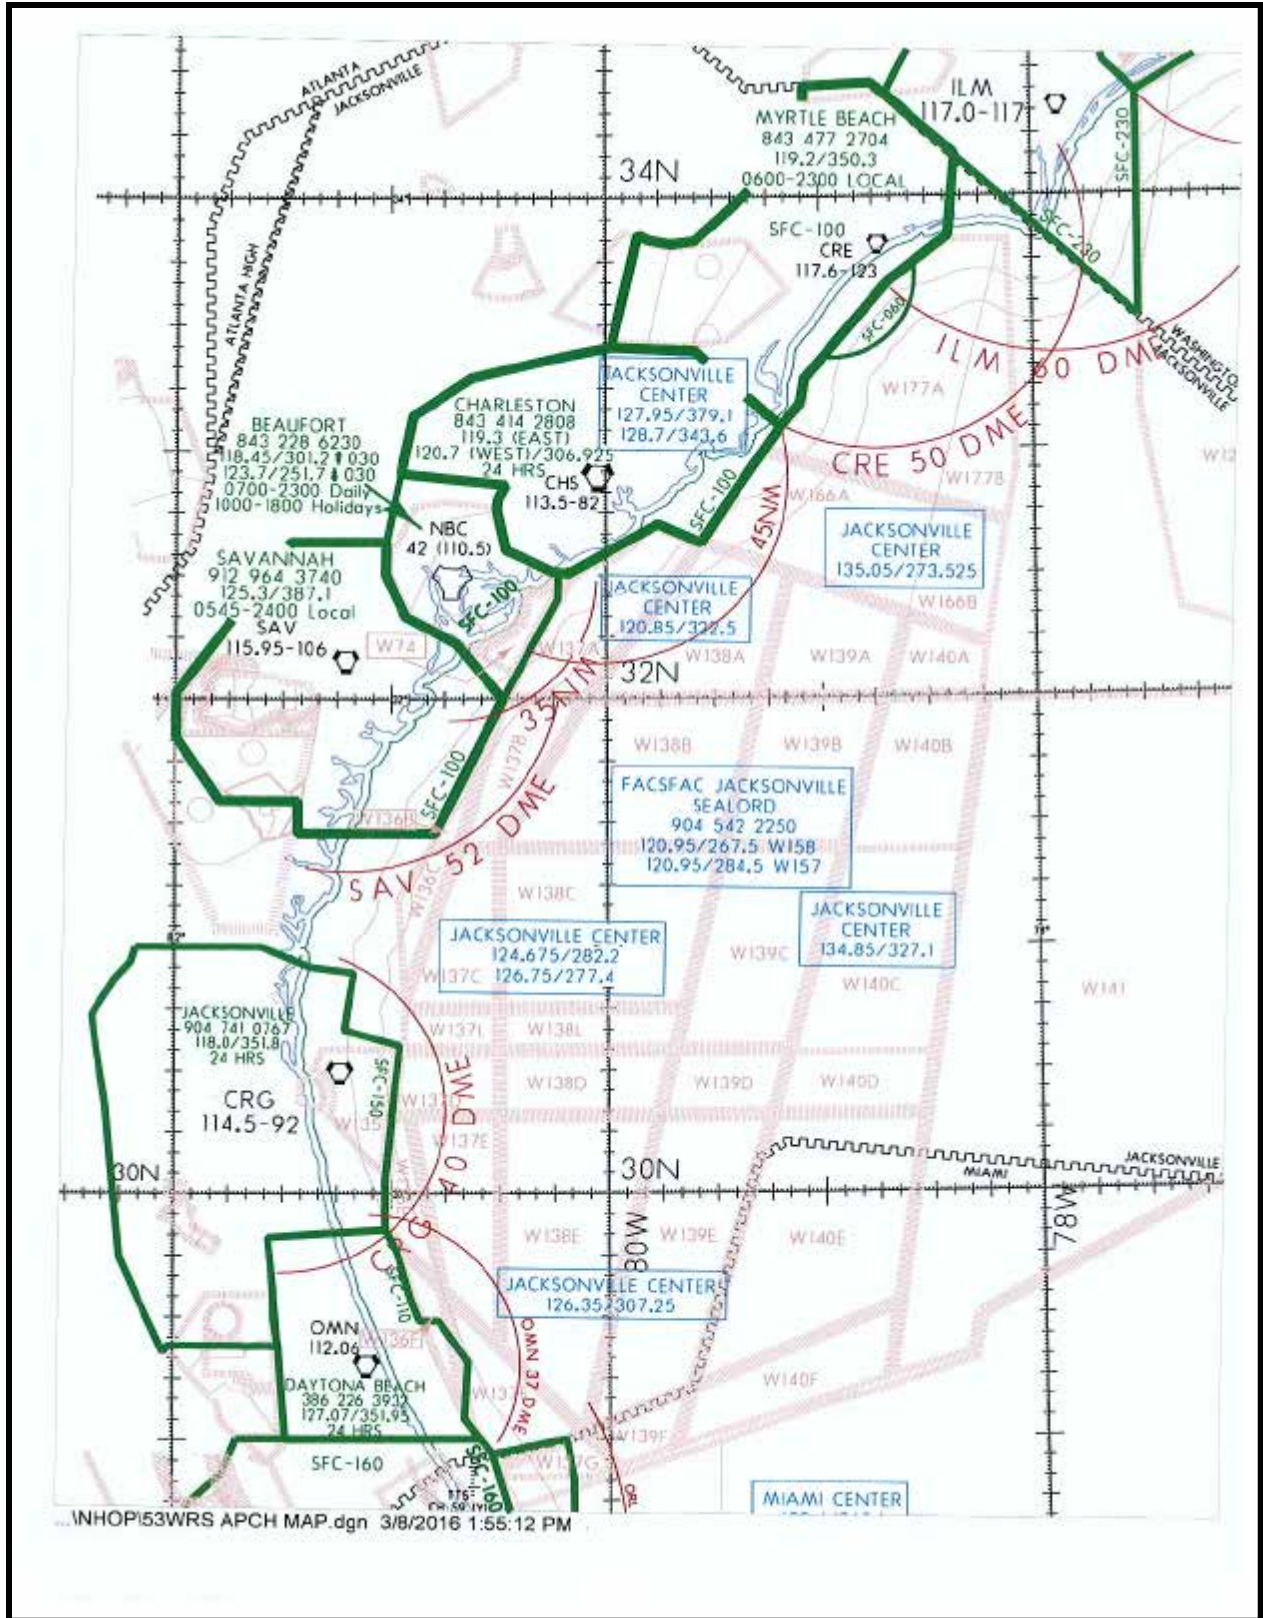 ATLANTA
JACKSONVILLE
ATLANTA HIGH
ILM
117.0-117
MYRTLE BEACH
843 477 2704
119.2/350.3
0600-2300 LOCAL
34N
SFC-230
SFC-230
SFC-100
CRE
117.6-123
SFC-060
WASHINGTO
JACKSONVILLE
ILM 60 DME
W177A
JACKSONVILLE
CENTER
127.95/379.1
128.7/343.6
CHARLESTON
843 414 2808
119.3 (EAST)
120.7 (WEST)/306.925
24 HRS
CHS
113.5-82
BEAUFORT
843 228 6230
118.45/301.2 030
123.7/251.7 030
0700-2300 Daily
1000-1800 Holidays
CRE 50 DME
W12
W177B
W166A
SFC-100
45NM
NBC
42 (110.5)
JACKSONVILLE
CENTER
135.05/273.525
SAVANNAH
912 964 3740
125.3/387.1
0545-2400 Local
SAV
115.95-106
SFC-100
JACKSONVILLE
CENTER
120.85/322.5
W166B
W74
W137A
W138A
W139A
W140A
32N
35NM
W137B
W138B
W139B
W140B
SFC-100
FACSFAC JACKSONVILLE
SEALORD
904 542 2250
120.95/267.5 W158
120.95/284.5 W157
W136B
SAV 52 DME
W136C
W138C
JACKSONVILLE
CENTER
134.85/327.1
JACKSONVILLE CENTER
124.675/282.2
126.75/277.4
W139C
W137C
W140C
W141
JACKSONVILLE
904 741 0767
118.0/351.8
24 HRS
W137L
W138L
SFC-150
CRG
114.5-92
W135
W137D
W138D
W139D
W140D
W137E
CRG 40 DME
JACKSONVILLE
MIAMI
30N
30N
80W
78W
W138E
W139E
W140E
SFC-110
JACKSONVILLE CENTER
126.35/307.25
OMN
112.06
W136F
OMN 37 DME
DAYTONA BEACH
386 226 3932
127.07/351.95
24 HRS
W137
W140F
W139F
SFC-160
SFC-160
W137G
ORL
MIAMI CENTER
...\NHOP\53WRS APCH MAP.dgn 3/8/2016 1:55:12 PM